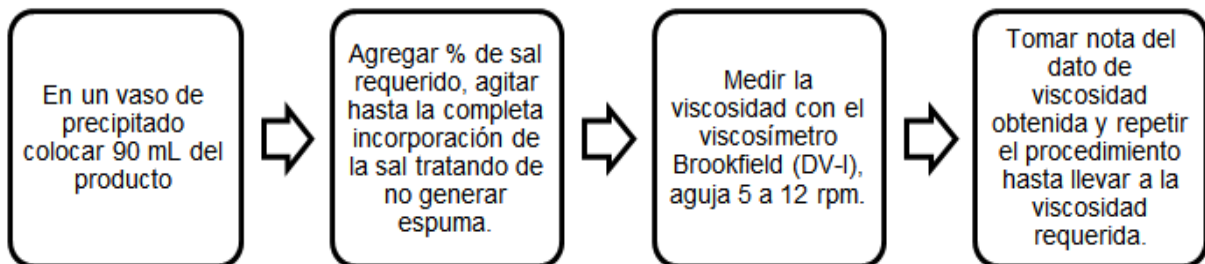 En un vaso de
precipitado
colocar 90 mL del
producto
Agregar % de sal
requerido, agitar
hasta la completa
incorporación de
la sal tratando de
no generar
espuma.
Medir la
viscosidad con el
viscosímetro
Brookfield (DV-I),
aguja 5 a 12 rpm.
Tomar nota del
dato de
viscosidad
obtenida y repetir
el procedimiento
hasta llevar a la
viscosidad
requerida.